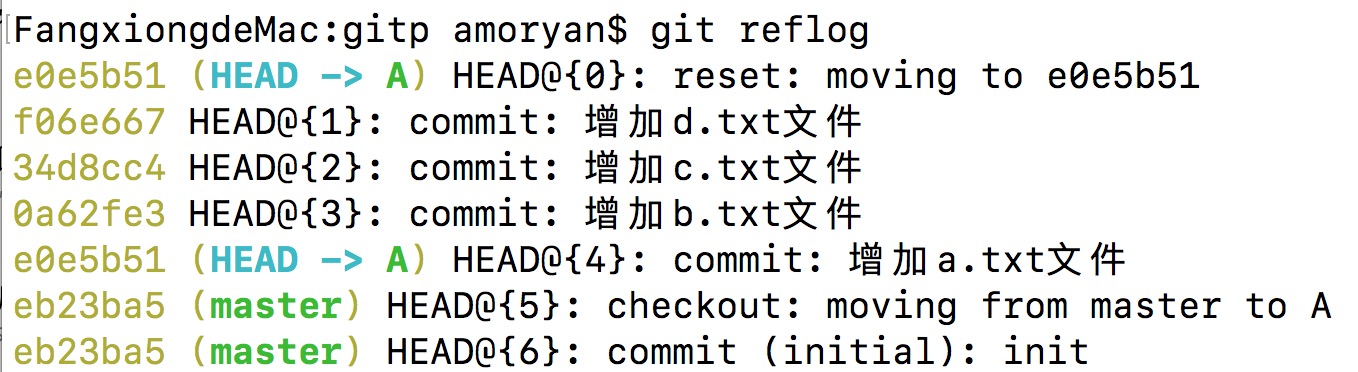 FangxiongdeMac:gitp amoryan$ git reflog
e0e5b51 (HEAD -> A) HEAD@{0}: reset: moving to e0e5b51
f06e667 HEAD@{1}: commit: 增加d.txt文件
34d8cc4 HEAD@{2}: commit: 增加c.txt文件
0a62fe3 HEAD@{3}: commit: 增加b.txt文件
e0e5b51 (HEAD -> A) HEAD@{4}: commit: 增加a.txt文件
eb23ba5 (master) HEAD@{5}: checkout: moving from master to A
eb23ba5 (master) HEAD@{6}: commit (initial): init